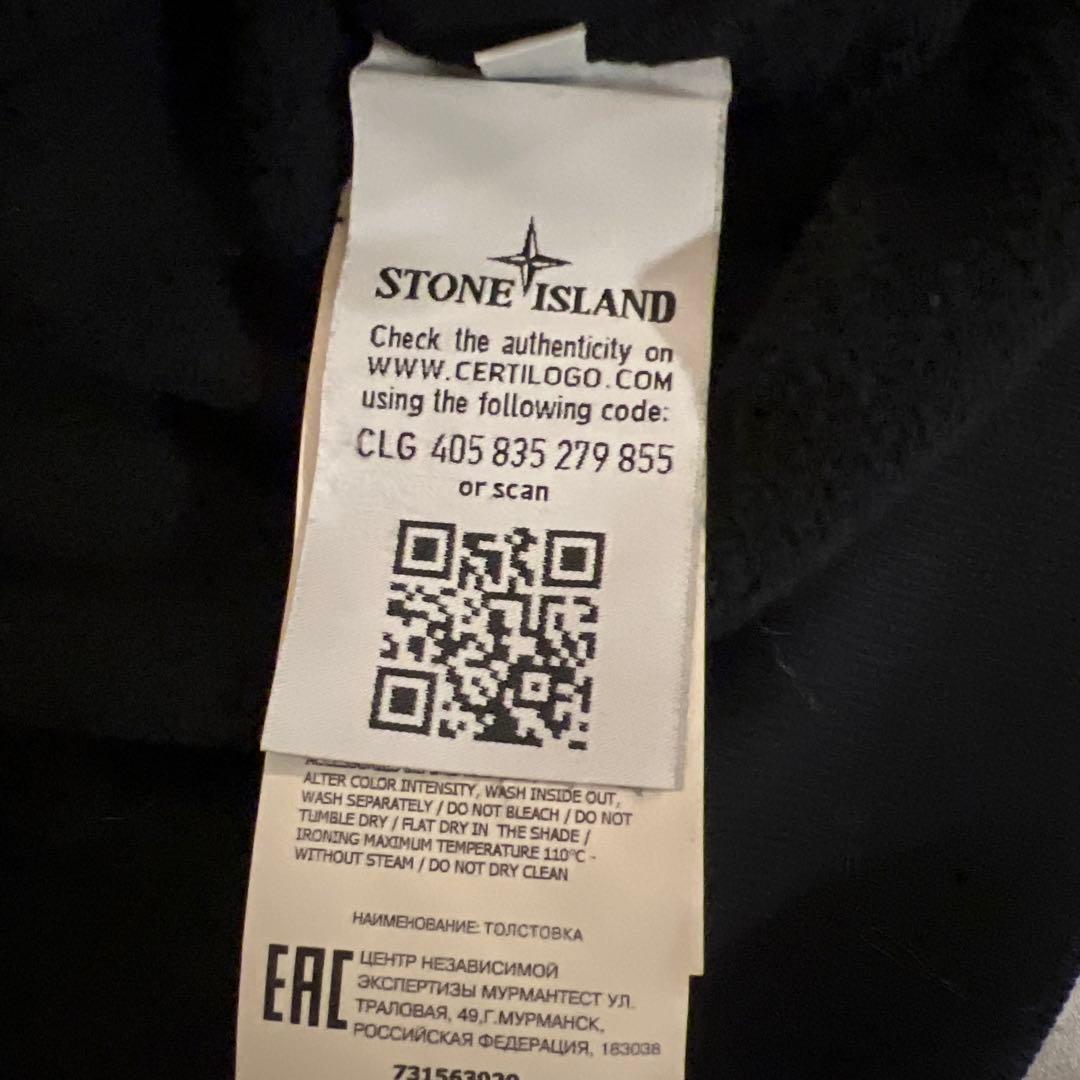 STONE ISLAND
Check the authenticity on
WWW.CERTILOGO.COM
using the following code:
CLG 405 835 279 855
or scan
ALTER COLOR INTENSITY, WASH INSIDE OUT,
WASH SEPARATELY / DO NOT BLEACH / DO NOT
TUMBLE DRY / FLAT DRY IN THE SHADE /
IRONING MAXIMUM TEMPERATURE 110°C -
WITHOUT STEAM / DO NOT DRY CLEAN
НАИМЕНОВАНИЕ: ТОЛСТОВКА
EAC
ЦЕНТР НЕЗАВИСИМОЙ
ЭКСПЕРТИЗЫ МУРМАНТЕСТ УЛ.
ТРАЛОВАЯ, 49,Г.МУРМАНСК,
РОССИЙСКАЯ ФЕДЕРАЦИЯ, 183038